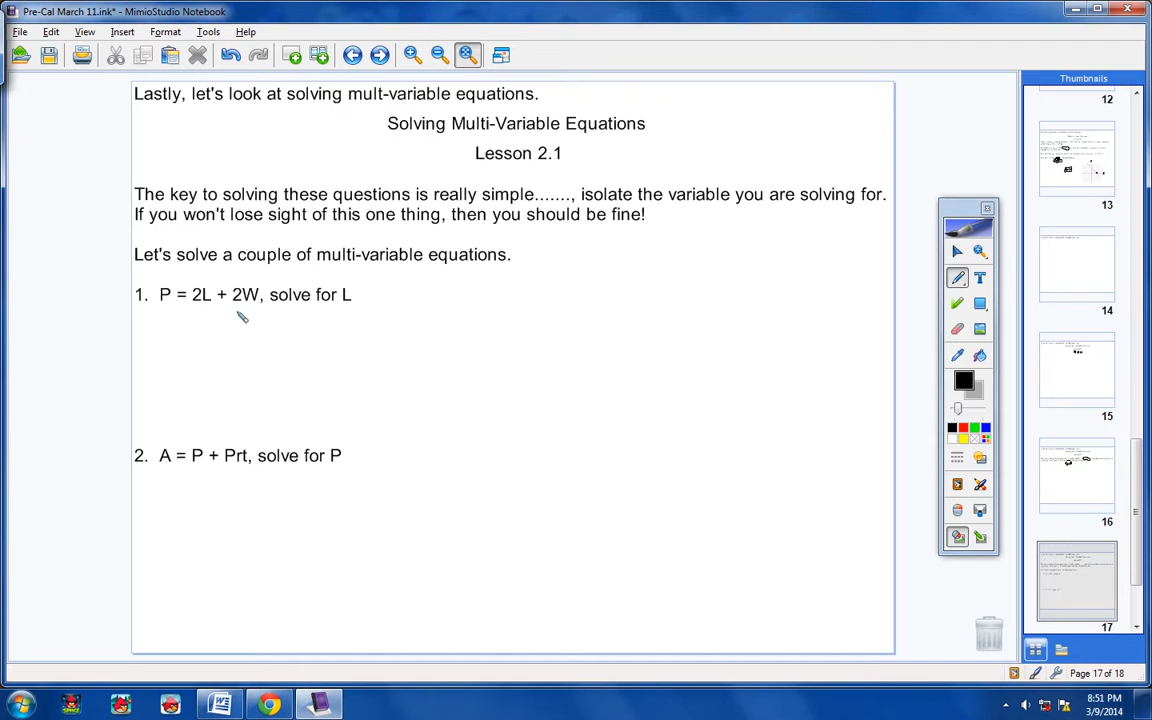 Pre-Cal March 11.ink* - MimioStudio Notebook
File Edit View Insert Format Tools Help
Thumbnails
Lastly, let's look at solving mult-variable equations.
Solving Multi-Variable Equations
Lesson 2.1
The key to solving these questions is really simple......., isolate the variable you are solving for.
If you won't lose sight of this one thing, then you should be fine!
Let's solve a couple of multi-variable equations.
1. P = 2L + 2W, solve for L
2. A = P + Prt, solve for P
12
13
14
15
16
17
Page 17 of 18
8:51 PM
3/9/2014